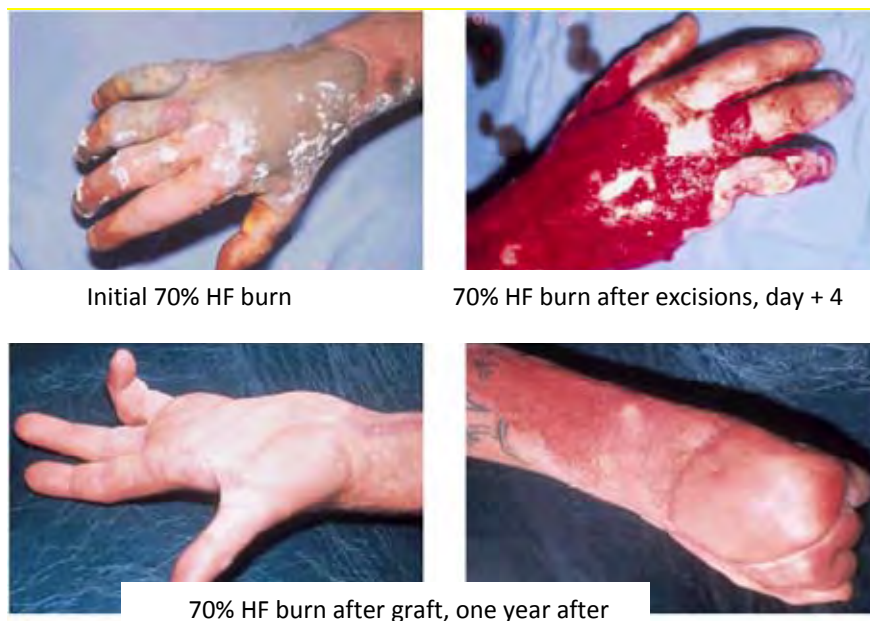 Initial 70% HF burn
70% HF burn after excisions, day + 4
70% HF burn after graft, one year after